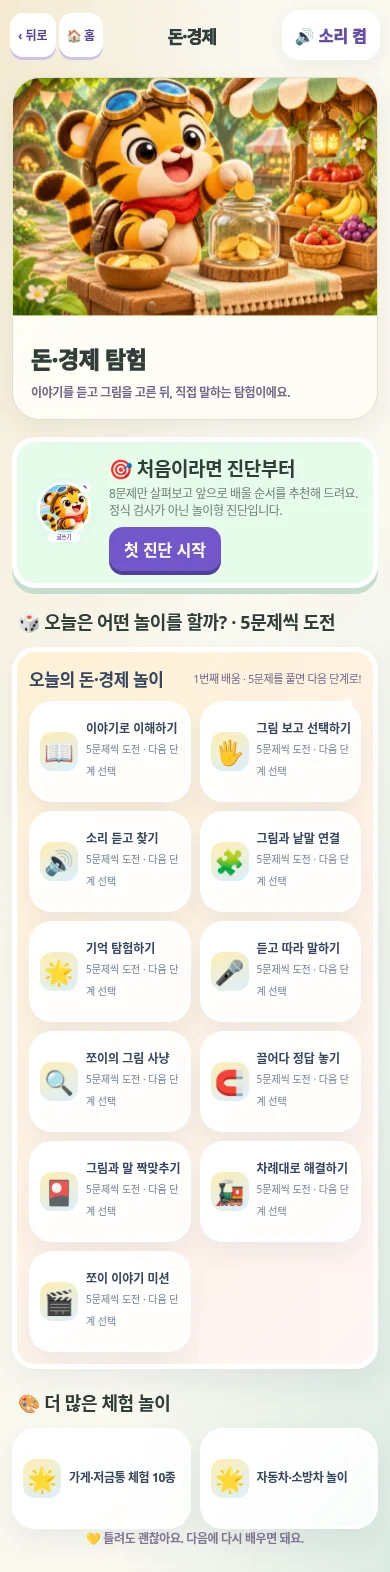 ‹ 뒤로
🏠 홈
돈·경제
🔊 소리 켬
돈·경제 탐험
이야기를 듣고 그림을 고른 뒤, 직접 말하는 탐험이에요.
글쓰기
🎯 처음이라면 진단부터
8문제만 살펴보고 앞으로 배울 순서를 추천해 드려요.
정식 검사가 아닌 놀이형 진단입니다.
첫 진단 시작
🎲 오늘은 어떤 놀이를 할까? · 5문제씩 도전
오늘의 돈·경제 놀이
1번째 배움 · 5문제를 풀면 다음 단계로!
이야기로 이해하기
5문제씩 도전 · 다음 단
계 선택
그림 보고 선택하기
5문제씩 도전 · 다음 단
계 선택
소리 듣고 찾기
5문제씩 도전 · 다음 단
계 선택
그림과 낱말 연결
5문제씩 도전 · 다음 단
계 선택
기억 탐험하기
5문제씩 도전 · 다음 단
계 선택
듣고 따라 말하기
5문제씩 도전 · 다음 단
계 선택
쪼이의 그림 사냥
5문제씩 도전 · 다음 단
계 선택
끌어다 정답 놓기
5문제씩 도전 · 다음 단
계 선택
그림과 말 짝맞추기
5문제씩 도전 · 다음 단
계 선택
차례대로 해결하기
5문제씩 도전 · 다음 단
계 선택
쪼이 이야기 미션
5문제씩 도전 · 다음 단
계 선택
🎨 더 많은 체험 놀이
가게·저금통 체험 10종
자동차·소방차 놀이
💛 틀려도 괜찮아요. 다음에 다시 배우면 돼요.